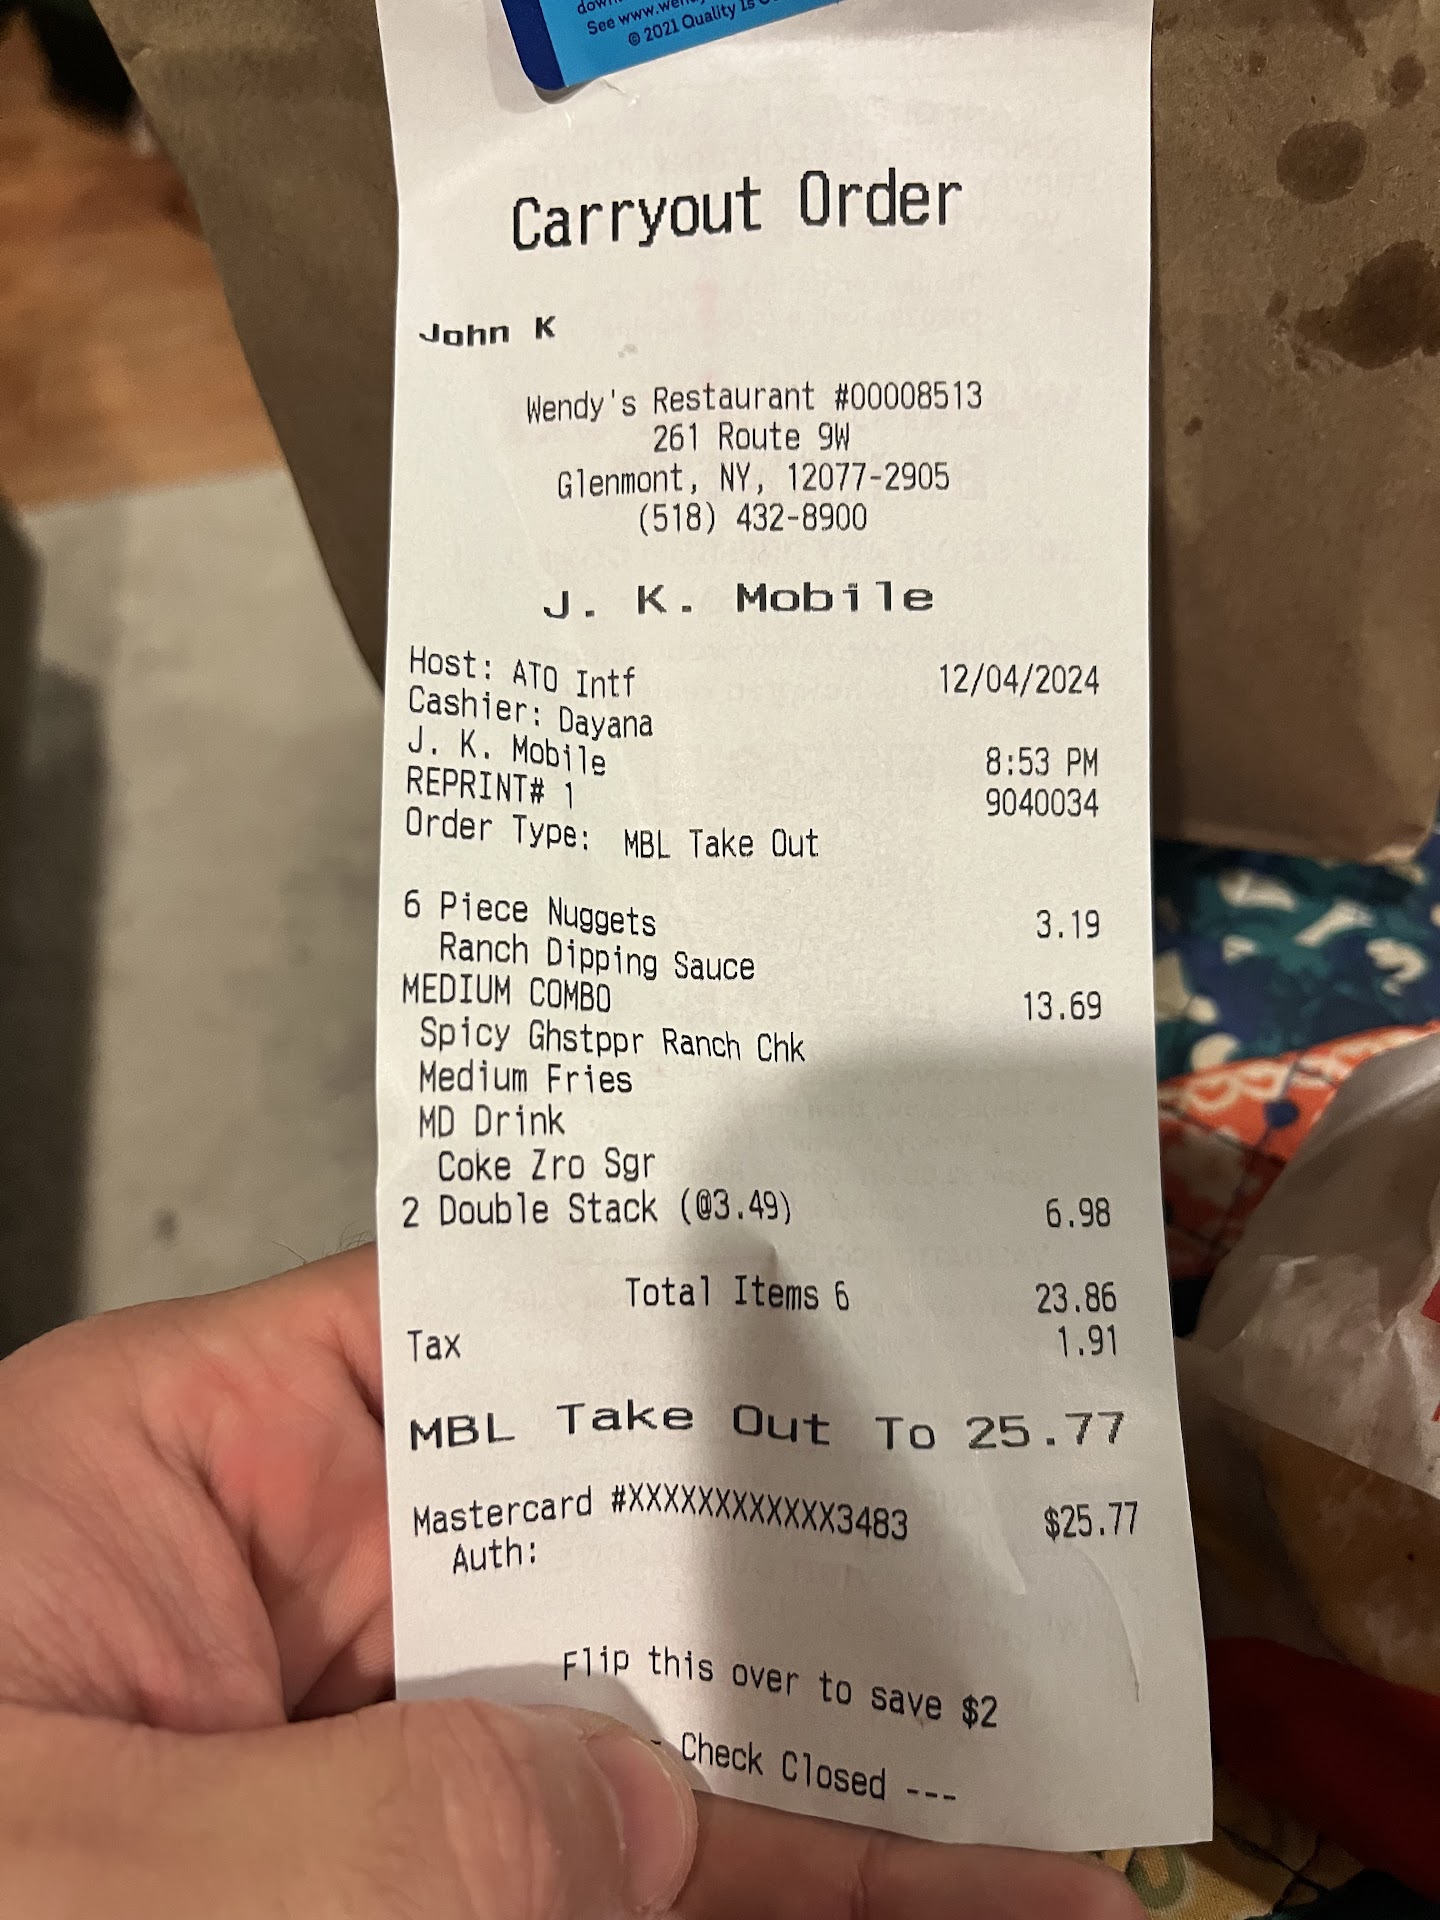 See www.
© 2021 Quality Is
Carryout Order
John K
Wendy's Restaurant #00008513
261 Route 9W
Glenmont, NY, 12077-2905
(518) 432-8900
J. K. Mobile
Host: ATO Intf 12/04/2024
Cashier: Dayana
J. K. Mobile 8:53 PM
REPRINT# 1 9040034
Order Type: MBL Take Out
6 Piece Nuggets 3.19
Ranch Dipping Sauce
MEDIUM COMBO 13.69
Spicy Ghstppr Ranch Chk
Medium Fries
MD Drink
Coke Zro Sgr
2 Double Stack (@3.49) 6.98
Total Items 6 23.86
Tax 1.91
MBL Take Out To 25.77
Mastercard #XXXXXXXXXXXX3483 $25.77
Auth:
Flip this over to save $2
- Check Closed ---